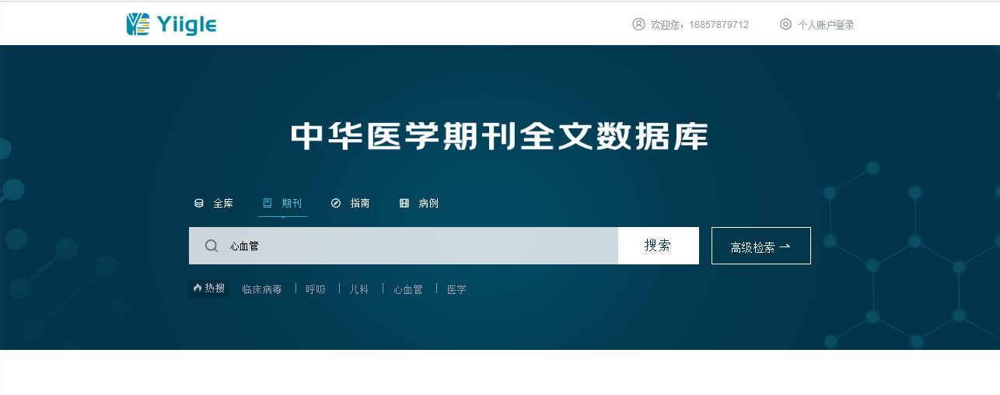 Yiigle 欢迎您，18857879712 个人账户登录
中华医学期刊全文数据库
全库 期刊 指南 病例
心血管 搜索 高级检索
热搜 临床病毒 | 呼吸 | 儿科 | 心血管 | 医学